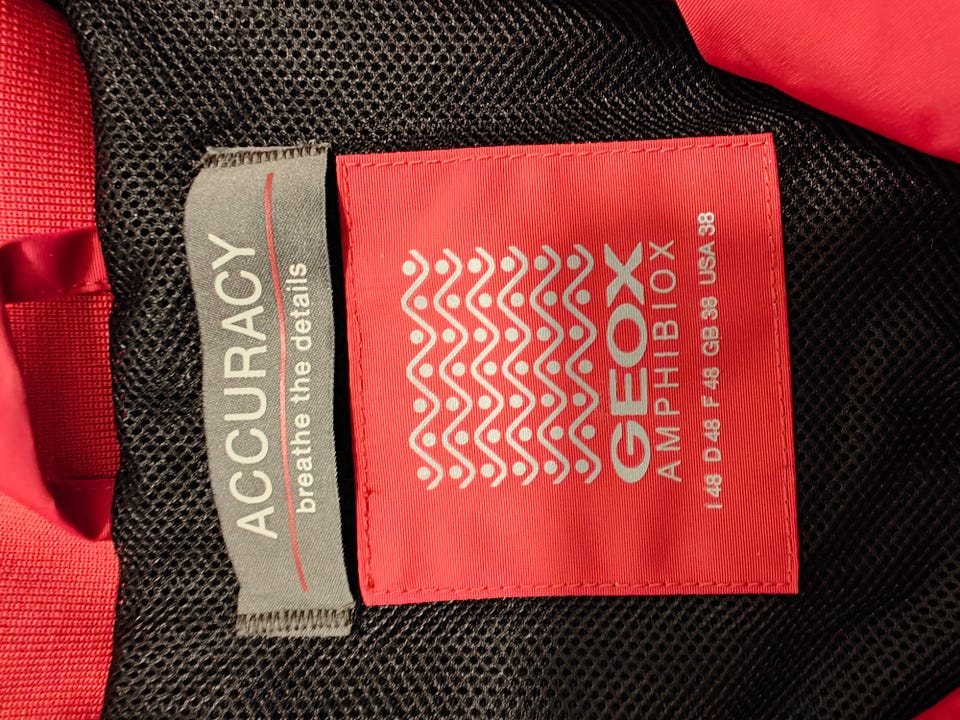 ACCURACY
breathe the details
GEOX
AMPHIBIOX
I 48 D 48 F 48 GB 38 USA 38